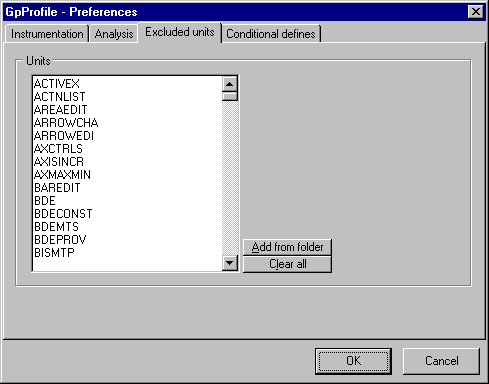 GpProfile - Preferences
Instrumentation Analysis Excluded units Conditional defines
Units
ACTIVEX
ACTNLIST
AREAEDIT
ARROWCHA
ARROWEDI
AXCTRLS
AXISINCR
AXMAXMIN
BAREDIT
BDE
BDECONST
BDEMTS
BDEPROV
BISMTP
Add from folder
Clear all
OK Cancel